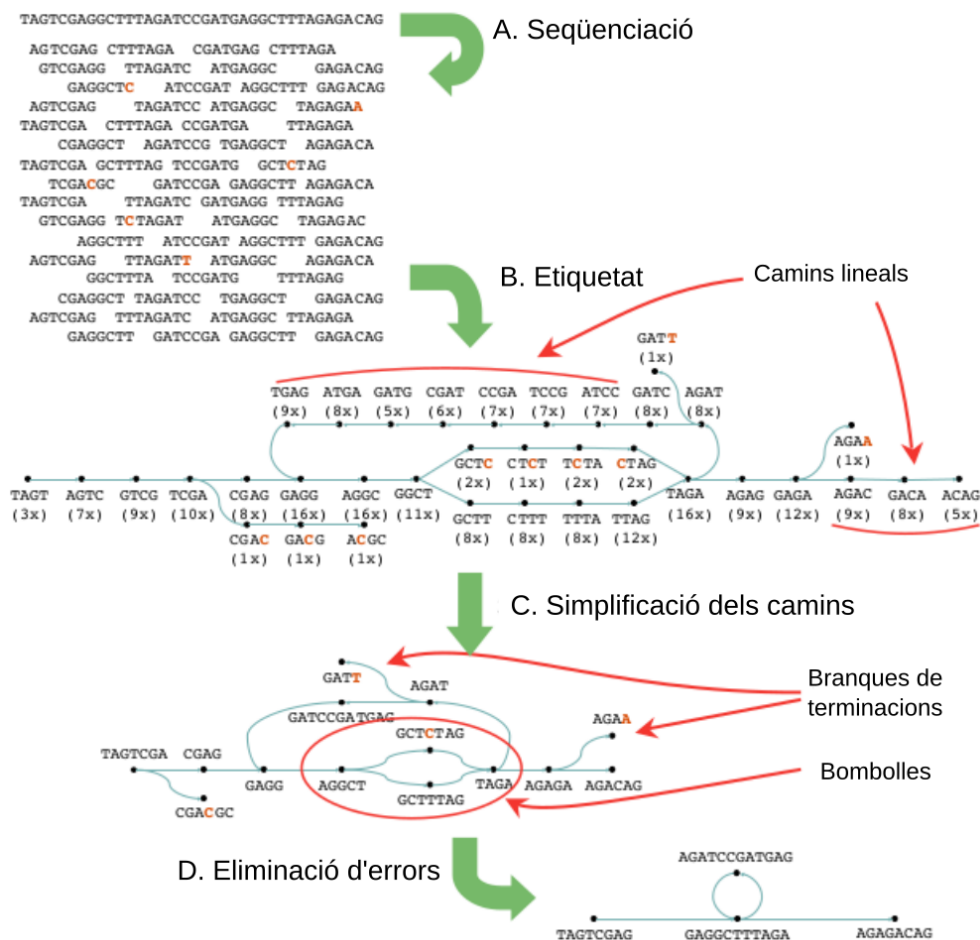 TAGTCGAGGCTTTAGATCCGATGAGGCTTTAGAGACAG
A. Seqüenciació
AGTCGAG CTTTAGA CGATGAG CTTTAGA
GTCGAGG TTAGATC ATGAGGC GAGACAG
GAGGCTC ATCCGAT AGGCTTT GAGACAG
AGTCGAG TAGATCC ATGAGGC TAGAGAA
TAGTCGA CTTTAGA CCGATGA TTAGAGA
CGAGGCT AGATCCG TGAGGCT AGAGACA
TAGTCGA GCTTTAG TCCGATG GCTCTAG
TCGACGC GATCCGA GAGGCTT AGAGACA
TAGTCGA TTAGATC GATGAGG TTTAGAG
GTCGAGG TCTAGAT ATGAGGC TAGAGAC
AGGCTTT ATCCGAT AGGCTTT GAGACAG
AGTCGAG TTAGATT ATGAGGC AGAGACA
GGCTTTA TCCGATG TTTAGAG
CGAGGCT TAGATCC TGAGGCT GAGACAG
AGTCGAG TTTAGATC ATGAGGC TTAGAGA
GAGGCTT GATCCGA GAGGCTT GAGACAG
B. Etiquetat
Camins lineals
GATT
(1x)
TGAG ATGA GATG CGAT CCGA TCCG ATCC GATC AGAT
(9x) (8x) (5x) (6x) (7x) (7x) (7x) (8x) (8x)
AGAA
(1x)
GCTC CTCT TCTA CTAG
(2x) (1x) (2x) (2x)
TAGT AGTC GTCG TCGA CGAG GAGG AGGC GGCT TAGA AGAG GAGA AGAC GACA ACAG
(3x) (7x) (9x) (10x) (8x) (16x) (16x) (11x) (16x) (9x) (12x) (9x) (8x) (5x)
GCTT CTTT TTTA TTAG
(8x) (8x) (8x) (12x)
CGAC GACG ACGC
(1x) (1x) (1x)
C. Simplificació dels camins
GATT
AGAT
Branques de
terminacions
GATCCGATGAG
AGAA
GCTCTAG
TAGTCGA CGAG
Bombolles
GAGG AGGCT TAGA AGAGA AGACAG
GCTTTAG
CGACGC
D. Eliminació d'errors
AGATCCGATGAG
TAGTCGAG GAGGCTTTAGA AGAGACAG